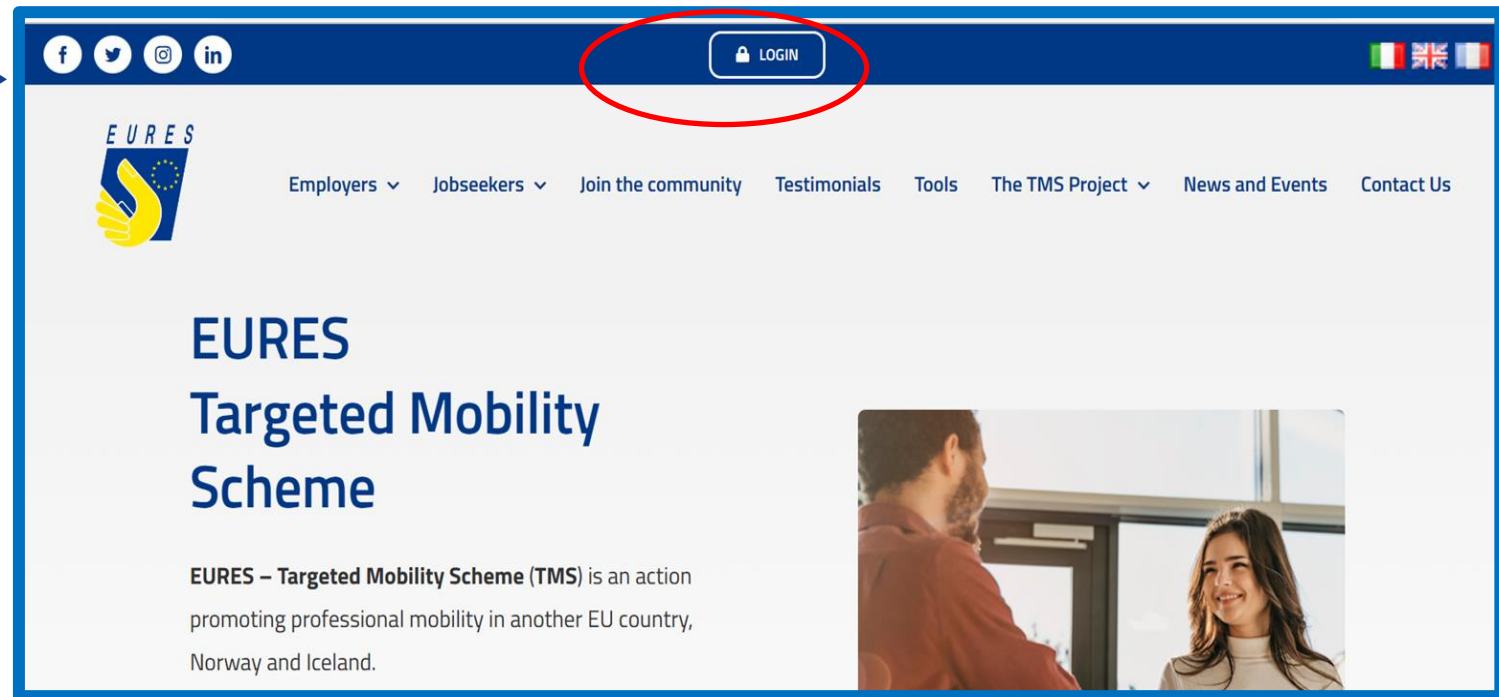 LOGIN
EURES
Employers Jobseekers Join the community Testimonials Tools The TMS Project News and Events Contact Us
EURES
Targeted Mobility
Scheme
EURES – Targeted Mobility Scheme (TMS) is an action
promoting professional mobility in another EU country,
Norway and Iceland.